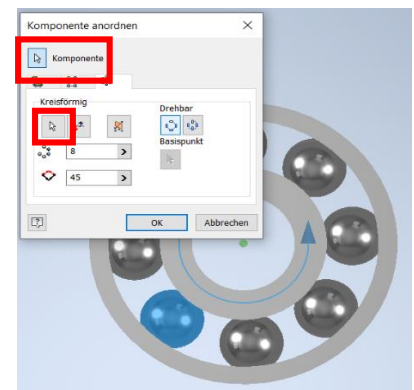 Komponente anordnen
Komponente
Kreisförmig
Drehbar
Basispunkt
8
45
OK
Abbrechen